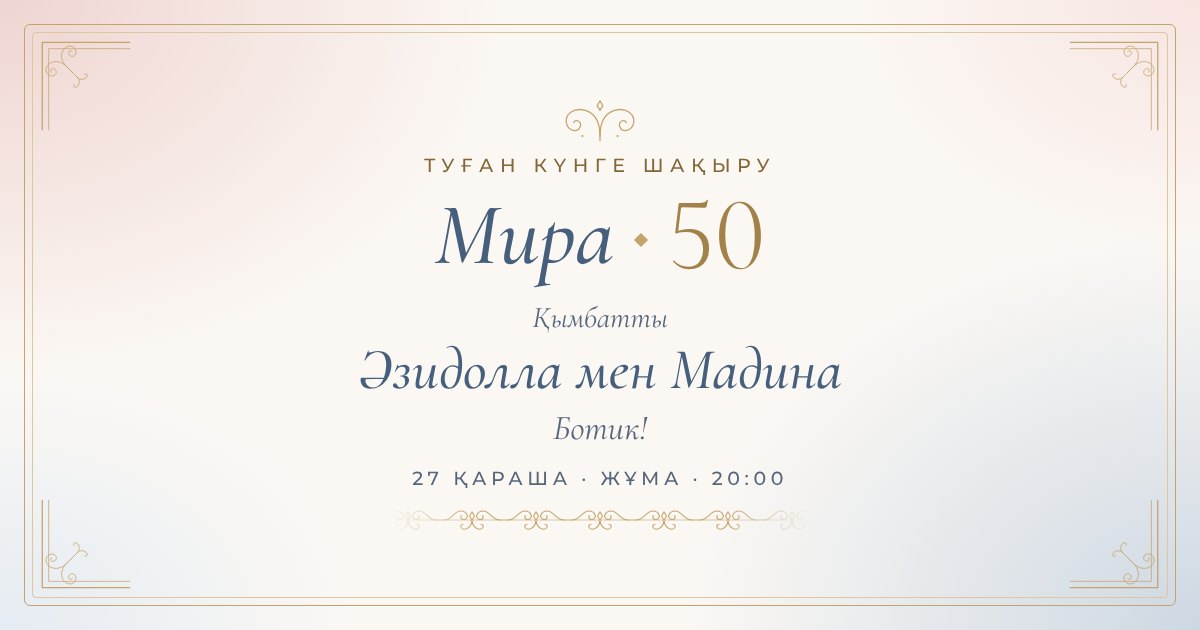 ТУҒАН КҮНГЕ ШАҚЫРУ
Мира ◆ 50
Қымбатты
Әзидолла мен Мадина
Ботик!
27 ҚАРАША · ЖҰМА · 20:00